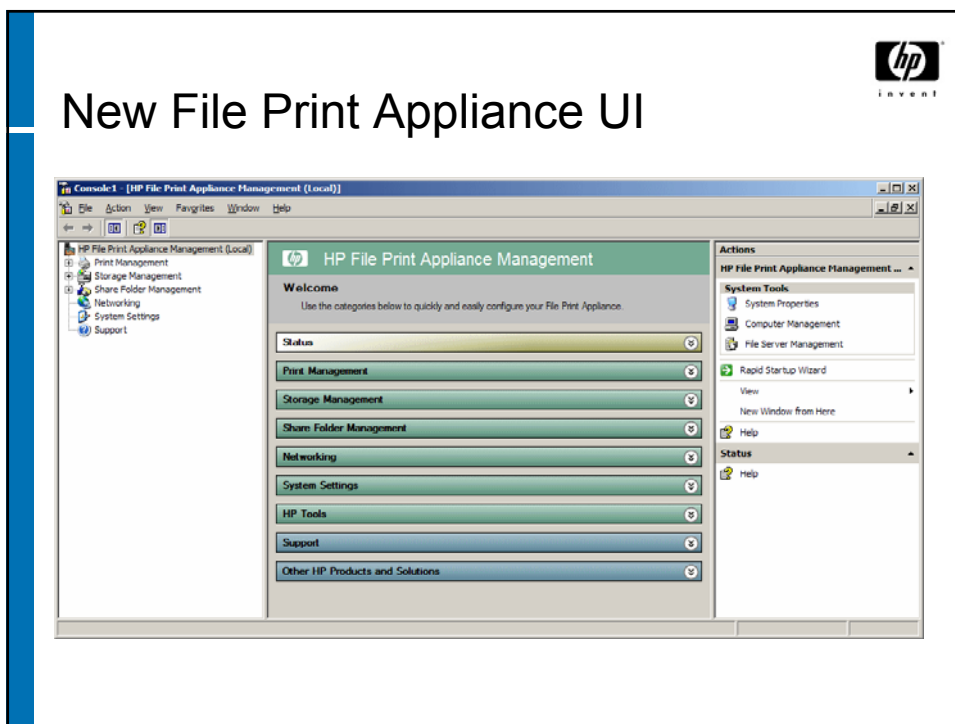 hp
invent
New File Print Appliance UI
Console1 - [HP File Print Appliance Management (Local)]
File Action View Favorites Window Help
HP File Print Appliance Management (Local)
Print Management
Storage Management
Share Folder Management
Networking
System Settings
Support
HP File Print Appliance Management
Welcome
Use the categories below to quickly and easily configure your File Print Appliance.
Status
Print Management
Storage Management
Share Folder Management
Networking
System Settings
HP Tools
Support
Other HP Products and Solutions
Actions
HP File Print Appliance Management ...
System Tools
System Properties
Computer Management
File Server Management
Rapid Startup Wizard
View
New Window from Here
Help
Status
Help